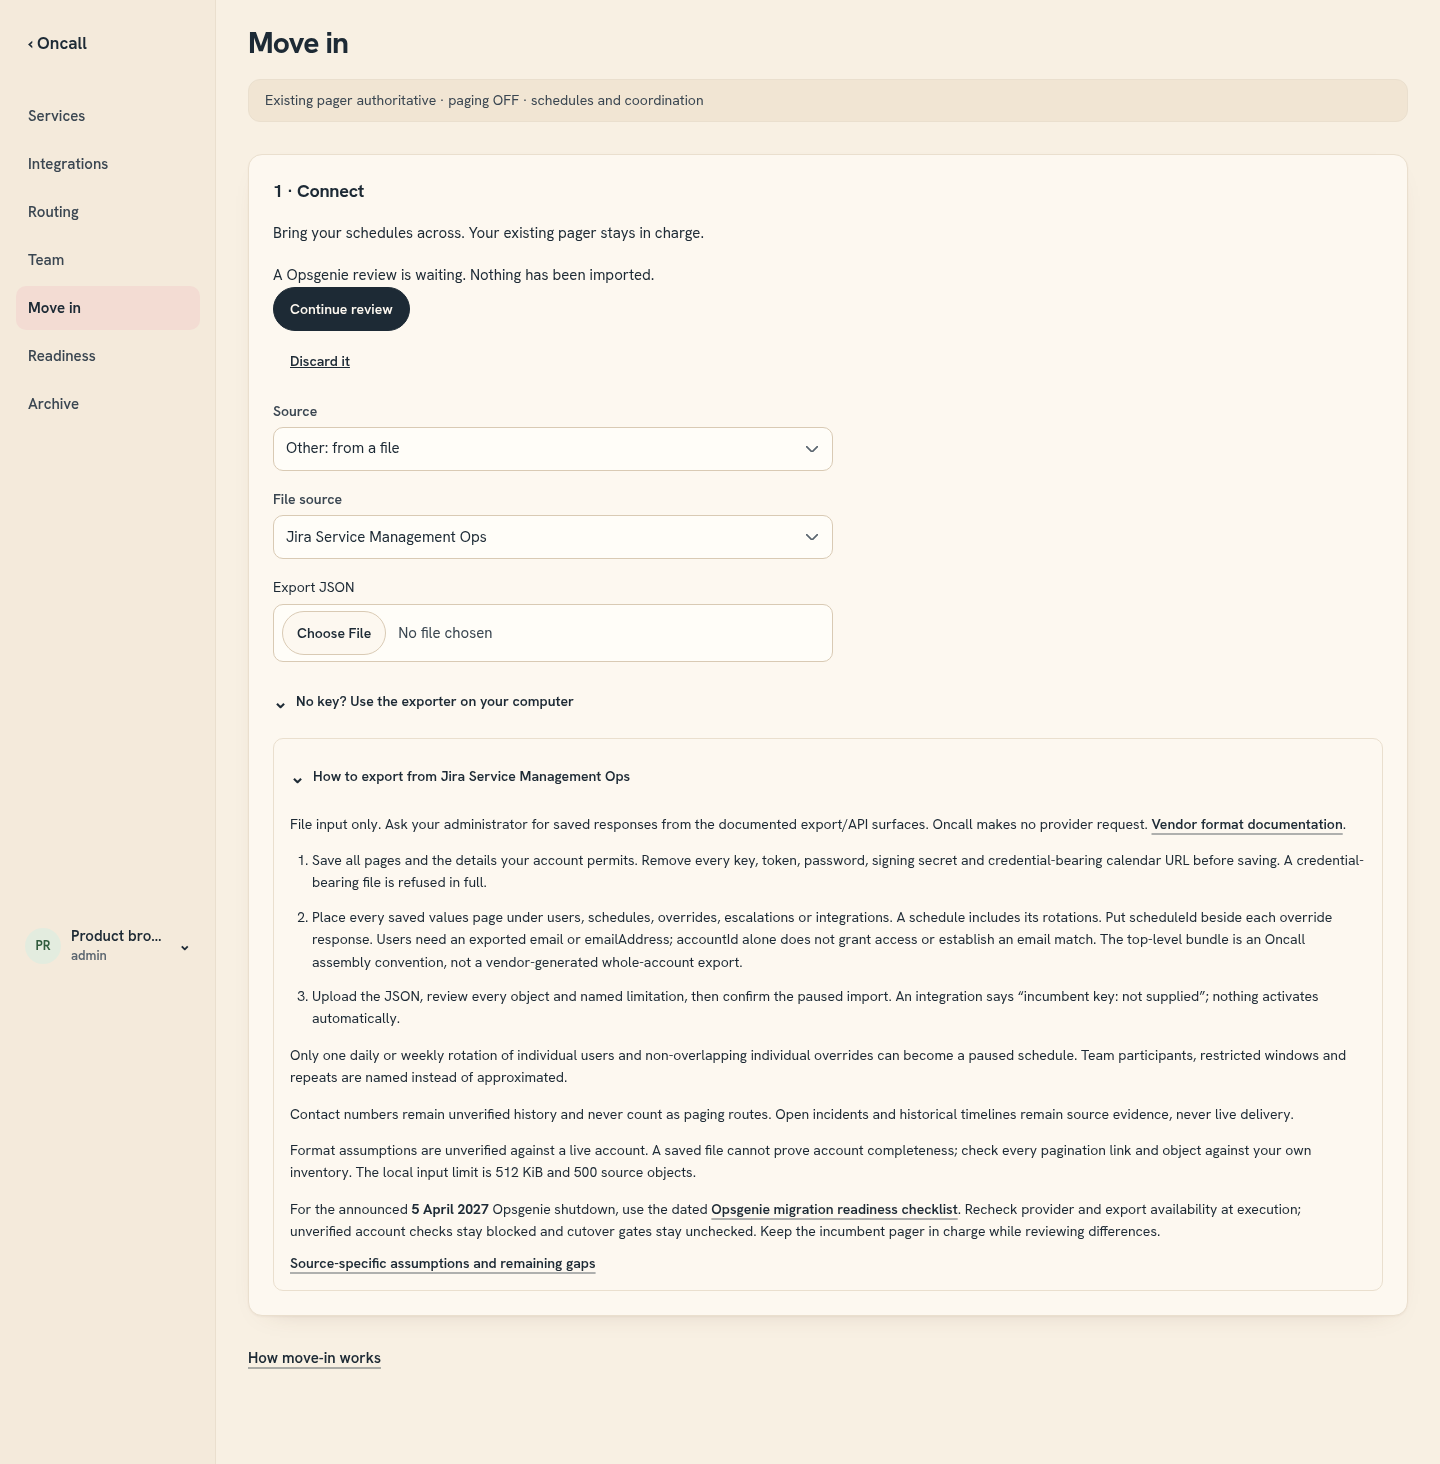 ‹ Oncall
Services
Integrations
Routing
Team
Move in
Readiness
Archive
PR
Product bro…
admin
Move in
Existing pager authoritative · paging OFF · schedules and coordination
1 · Connect
Bring your schedules across. Your existing pager stays in charge.
A Opsgenie review is waiting. Nothing has been imported.
Continue review
Discard it
Source
Other: from a file
File source
Jira Service Management Ops
Export JSON
Choose File No file chosen
No key? Use the exporter on your computer
How to export from Jira Service Management Ops
File input only. Ask your administrator for saved responses from the documented export/API surfaces. Oncall makes no provider request. Vendor format documentation.
1. Save all pages and the details your account permits. Remove every key, token, password, signing secret and credential-bearing calendar URL before saving. A credential-
bearing file is refused in full.
2. Place every saved values page under users, schedules, overrides, escalations or integrations. A schedule includes its rotations. Put scheduleId beside each override
response. Users need an exported email or emailAddress; accountId alone does not grant access or establish an email match. The top-level bundle is an Oncall
assembly convention, not a vendor-generated whole-account export.
3. Upload the JSON, review every object and named limitation, then confirm the paused import. An integration says “incumbent key: not supplied”; nothing activates
automatically.
Only one daily or weekly rotation of individual users and non-overlapping individual overrides can become a paused schedule. Team participants, restricted windows and
repeats are named instead of approximated.
Contact numbers remain unverified history and never count as paging routes. Open incidents and historical timelines remain source evidence, never live delivery.
Format assumptions are unverified against a live account. A saved file cannot prove account completeness; check every pagination link and object against your own
inventory. The local input limit is 512 KiB and 500 source objects.
For the announced 5 April 2027 Opsgenie shutdown, use the dated Opsgenie migration readiness checklist. Recheck provider and export availability at execution;
unverified account checks stay blocked and cutover gates stay unchecked. Keep the incumbent pager in charge while reviewing differences.
Source-specific assumptions and remaining gaps
How move-in works